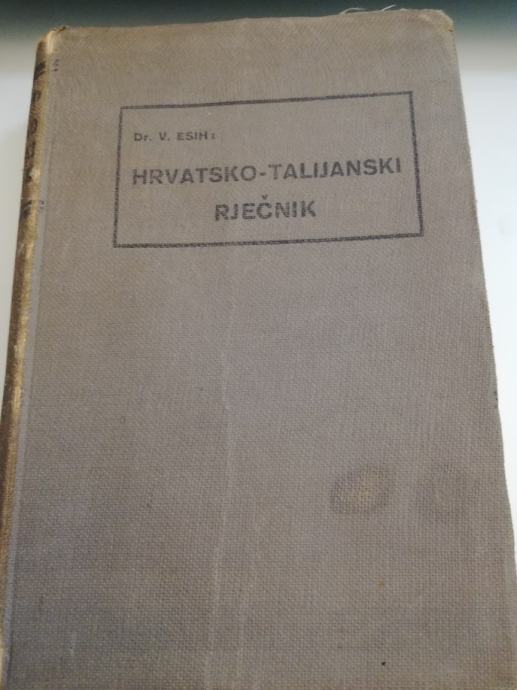 Dr. V. ESIH:
HRVATSKO-TALIJANSKI
RJEČNIK